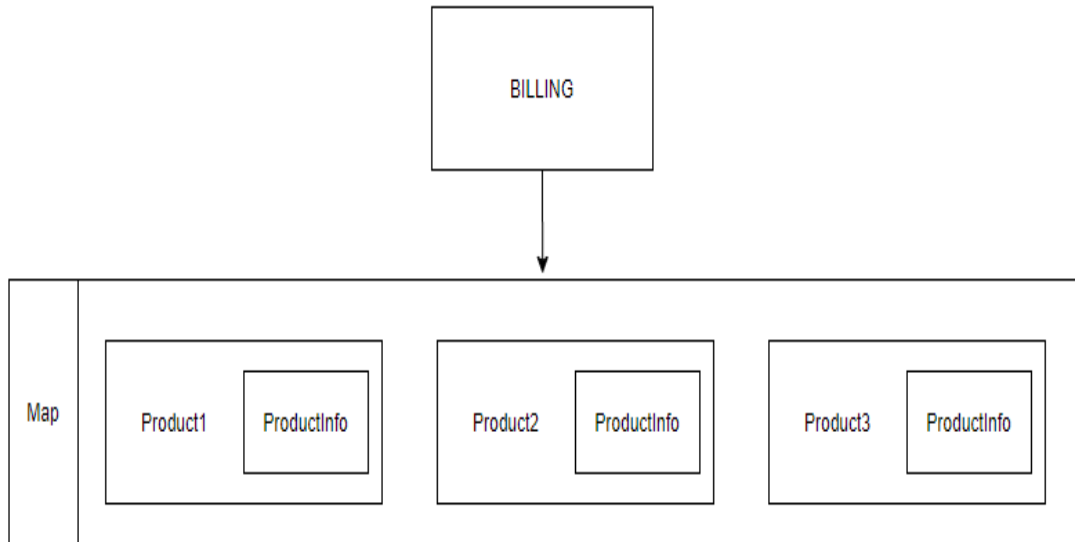 BILLING
Map
Product1
ProductInfo
Product2
ProductInfo
Product3
ProductInfo